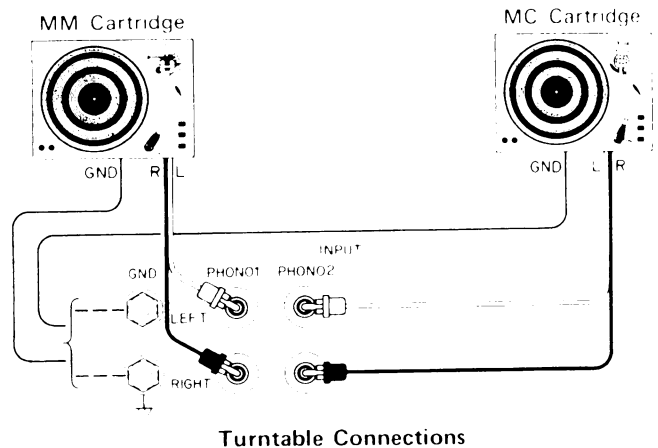 MM Cartridge
MC Cartridge
GND R L
GND L R
INPUT
GND PHONO1 PHONO2
LEFT
RIGHT
Turntable Connections